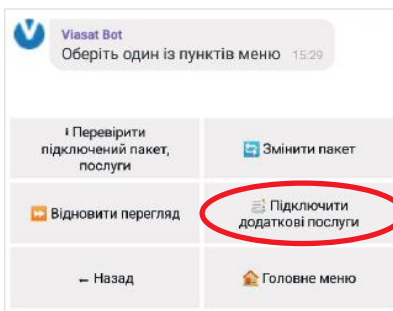 Viasat Bot
Оберіть один із пунктів меню 15:29
ℹ Перевірити
підключений пакет,
послуги
🔄 Змінити пакет
⏩ Відновити перегляд
Підключити
додаткові послуги
← Назад
🏠 Головне меню